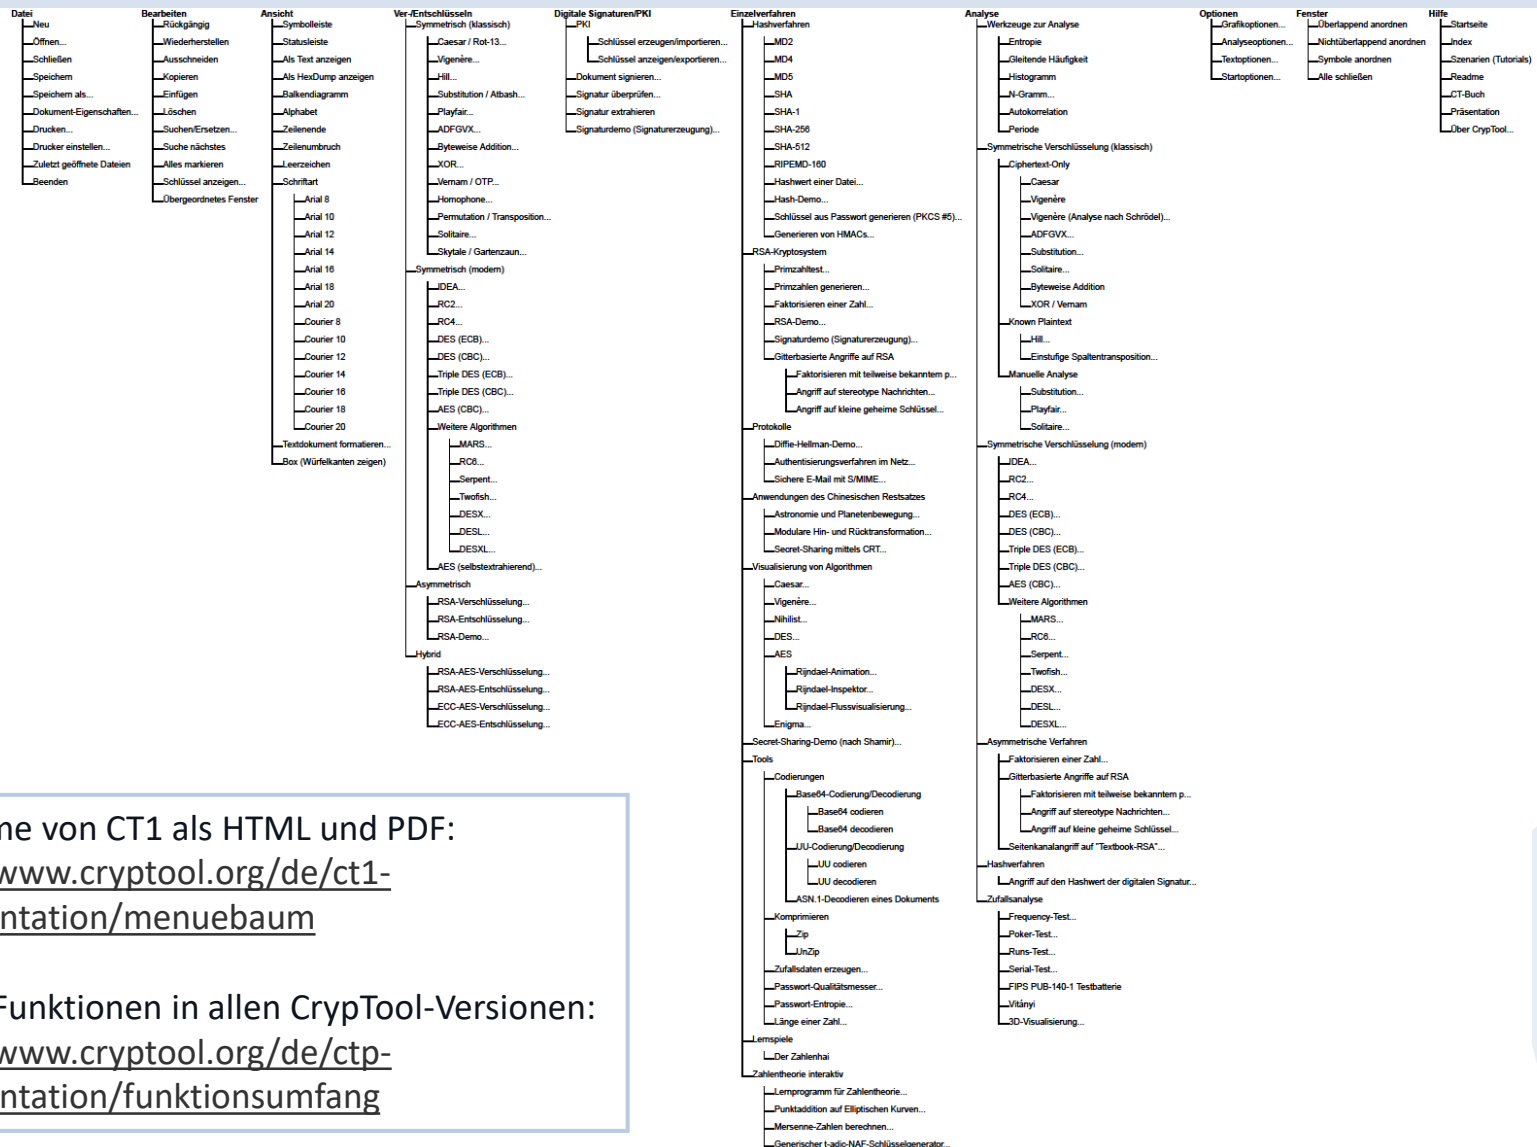 Datei
Neu
Öffnen...
Schließen
Speichern
Speichern als...
Dokument-Eigenschaften...
Drucken...
Drucker einstellen...
Zuletzt geöffnete Dateien
Beenden
Bearbeiten
Rückgängig
Wiederherstellen
Ausschneiden
Kopieren
Einfügen
Löschen
Suchen/Ersetzen...
Suche nächstes
Alles markieren
Schlüssel anzeigen...
Übergeordnetes Fenster
Ansicht
Symbolleiste
Statusleiste
Als Text anzeigen
Als HexDump anzeigen
Balkendiagramm
Alphabet
Zeilenende
Zeilenumbruch
Leerzeichen
Schriftart
Arial 8
Arial 10
Arial 12
Arial 14
Arial 16
Arial 18
Arial 20
Courier 8
Courier 10
Courier 12
Courier 14
Courier 16
Courier 18
Courier 20
Textdokument formatieren...
Box (Würfelkanten zeigen)
Ver-/Entschlüsseln
Symmetrisch (klassisch)
Caesar / Rot-13...
Vigenère...
Hill...
Substitution / Atbash...
Playfair...
ADFGVX...
Byteweise Addition...
XOR...
Vernam / OTP...
Homophone...
Permutation / Transposition...
Solitaire...
Skytale / Gartenzaun...
Symmetrisch (modern)
IDEA...
RC2...
RC4...
DES (ECB)...
DES (CBC)...
Triple DES (ECB)...
Triple DES (CBC)...
AES (CBC)...
Weitere Algorithmen
MARS...
RC6...
Serpent...
Twofish...
DESX...
DESL...
DESXL...
AES (selbstextrahierend)...
Asymmetrisch
RSA-Verschlüsselung...
RSA-Entschlüsselung...
RSA-Demo...
Hybrid
RSA-AES-Verschlüsselung...
RSA-AES-Entschlüsselung...
ECC-AES-Verschlüsselung...
ECC-AES-Entschlüsselung...
Digitale Signaturen/PKI
PKI
Schlüssel erzeugen/importieren...
Schlüssel anzeigen/exportieren...
Dokument signieren...
Signatur überprüfen...
Signatur extrahieren
Signaturdemo (Signaturerzeugung)...
Einzelverfahren
Hashverfahren
MD2
MD4
MD5
SHA
SHA-1
SHA-256
SHA-512
RIPEMD-160
Hashwert einer Datei...
Hash-Demo...
Schlüssel aus Passwort generieren (PKCS #5)...
Generieren von HMACs...
RSA-Kryptosystem
Primzahltest...
Primzahlen generieren...
Faktorisieren einer Zahl...
RSA-Demo...
Signaturdemo (Signaturerzeugung)...
Gitterbasierte Angriffe auf RSA
Faktorisieren mit teilweise bekanntem p...
Angriff auf stereotype Nachrichten...
Angriff auf kleine geheime Schlüssel...
Protokolle
Diffie-Hellman-Demo...
Authentisierungsverfahren im Netz...
Sichere E-Mail mit S/MIME...
Anwendungen des Chinesischen Restsatzes
Astronomie und Planetenbewegung...
Modulare Hin- und Rücktransformation...
Secret-Sharing mittels CRT...
Visualisierung von Algorithmen
Caesar...
Vigenère...
Nihilist...
DES...
AES
Rijndael-Animation...
Rijndael-Inspektor...
Rijndael-Flussvisualisierung...
Enigma...
Secret-Sharing-Demo (nach Shamir)...
Tools
Codierungen
Base64-Codierung/Decodierung
Base64 codieren
Base64 decodieren
UU-Codierung/Decodierung
UU codieren
UU decodieren
ASN.1-Decodieren eines Dokuments
Komprimieren
Zip
UnZip
Zufallsdaten erzeugen...
Passwort-Qualitätsmesser...
Passwort-Entropie...
Länge einer Zahl...
Lernspiele
Der Zahlenhai
Zahlentheorie interaktiv
Lernprogramm für Zahlentheorie...
Punktaddition auf Elliptischen Kurven...
Mersenne-Zahlen berechnen...
Generischer t-adic-NAF-Schlüsselgenerator...
Analyse
Werkzeuge zur Analyse
Entropie
Gleitende Häufigkeit
Histogramm
N-Gramm...
Autokorrelation
Periode
Symmetrische Verschlüsselung (klassisch)
Ciphertext-Only
Caesar
Vigenère
Vigenère (Analyse nach Schrödel)...
ADFGVX...
Substitution...
Solitaire...
Byteweise Addition
XOR / Vernam
Known Plaintext
Hill...
Einstufige Spaltentransposition...
Manuelle Analyse
Substitution...
Playfair...
Solitaire...
Symmetrische Verschlüsselung (modern)
IDEA...
RC2...
RC4...
DES (ECB)...
DES (CBC)...
Triple DES (ECB)...
Triple DES (CBC)...
AES (CBC)...
Weitere Algorithmen
MARS...
RC6...
Serpent...
Twofish...
DESX...
DESL...
DESXL...
Asymmetrische Verfahren
Faktorisieren einer Zahl...
Gitterbasierte Angriffe auf RSA
Faktorisieren mit teilweise bekanntem p...
Angriff auf stereotype Nachrichten...
Angriff auf kleine geheime Schlüssel...
Seitenkanalangriff auf "Textbook-RSA"...
Hashverfahren
Angriff auf den Hashwert der digitalen Signatur...
Zufallsanalyse
Frequency-Test...
Poker-Test...
Runs-Test...
Serial-Test...
FIPS PUB-140-1 Testbatterie
Vitányi
3D-Visualisierung...
Optionen
Grafikoptionen...
Analyseoptionen...
Textoptionen...
Startoptionen...
Fenster
Überlappend anordnen
Nichtüberlappend anordnen
Symbole anordnen
Alle schließen
Hilfe
Startseite
Index
Szenarien (Tutorials)
Readme
CT-Buch
Präsentation
Über CrypTool...
me von CT1 als HTML und PDF:
www.cryptool.org/de/ct1-
ntation/menuebaum
Funktionen in allen CrypTool-Versionen:
www.cryptool.org/de/ctp-
ntation/funktionsumfang